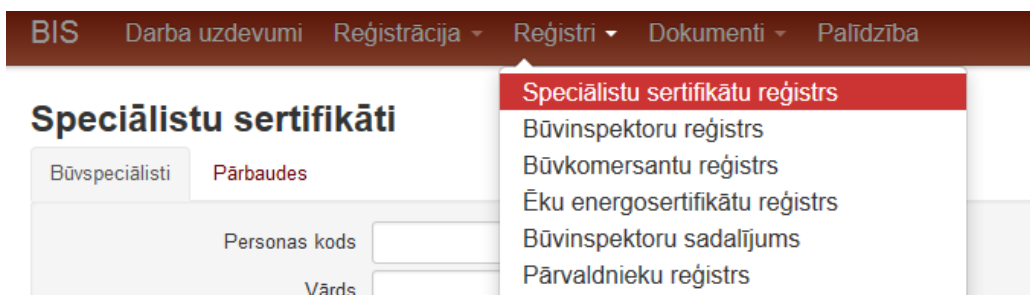 BIS Darba uzdevumi Reģistrācija Reģistri Dokumenti Palīdzība
Speciālistu sertifikātu reģistrs
Būvinspektoru reģistrs
Būvkomersantu reģistrs
Ēku energosertifikātu reģistrs
Būvinspektoru sadalījums
Pārvaldnieku reģistrs
Speciālistu sertifikāti
Būvspeciālisti Pārbaudes
Personas kods
Vārds